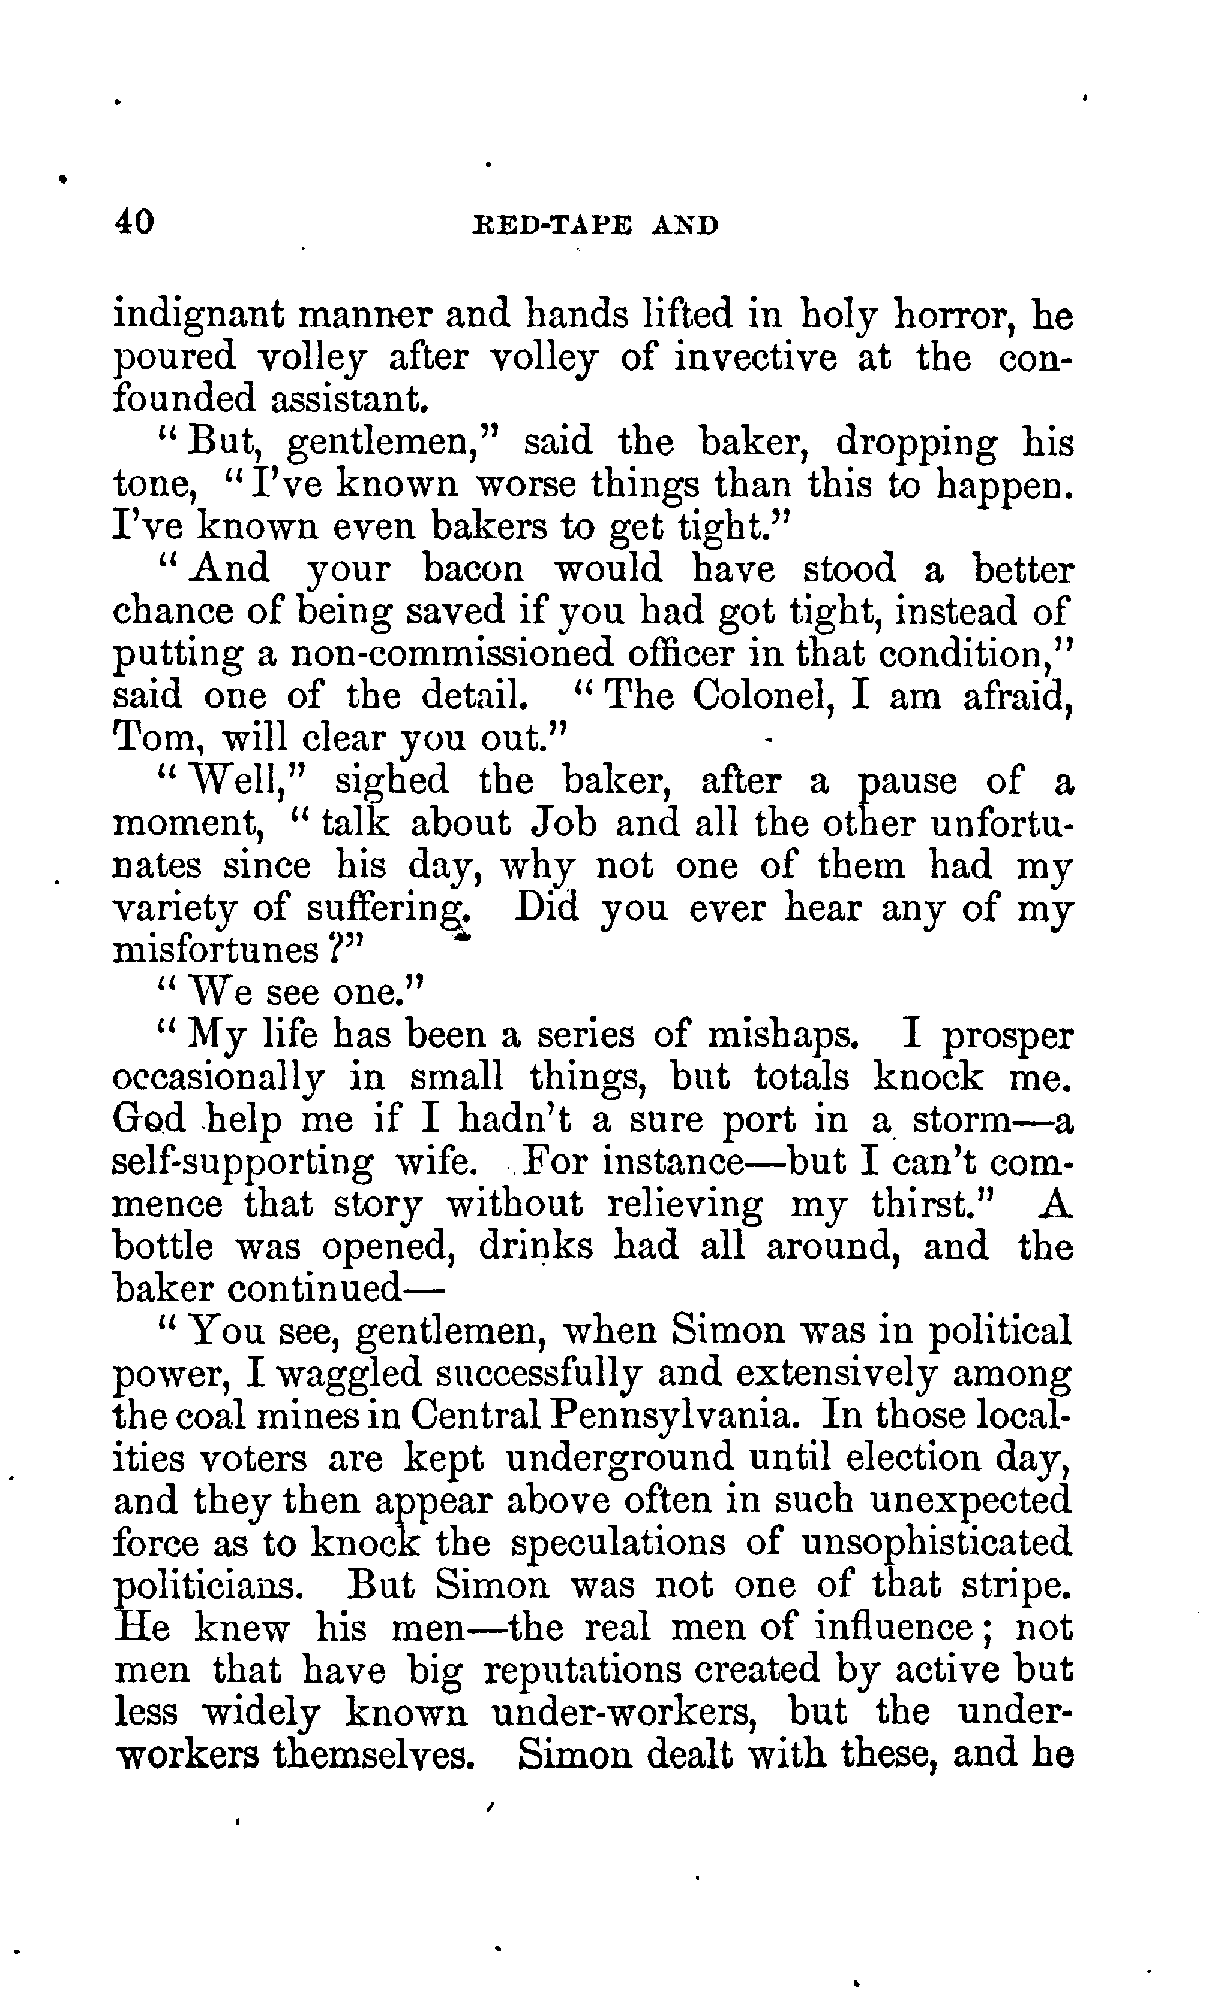 40 RED-TAPE AND
indignant manner and hands lifted in holy horror, he
poured volley after volley of invective at the con-
founded assistant.
" But, gentlemen," said the baker, dropping his
tone, " I've known worse things than this to happen.
I've known even bakers to get tight."
" And your bacon would have stood a better
chance of being saved if you had got tight, instead of
putting a non-commissioned officer in that condition,"
said one of the detail. " The Colonel, I am afraid,
Tom, will clear you out."
" Well," sighed the baker, after a pause of a
moment, " talk about Job and all the other unfortu-
nates since his day, why not one of them had my
variety of suffering. Did you ever hear any of my
misfortunes ?"
" We see one."
" My life has been a series of mishaps. I prosper
occasionally in small things, but totals knock me.
God help me if I hadn't a sure port in a storm—a
self-supporting wife. For instance—but I can't com-
mence that story without relieving my thirst." A
bottle was opened, drinks had all around, and the
baker continued—
" You see, gentlemen, when Simon was in political
power, I waggled successfully and extensively among
the coal mines in Central Pennsylvania. In those local-
ities voters are kept underground until election day,
and they then appear above often in such unexpected
force as to knock the speculations of unsophisticated
politicians. But Simon was not one of that stripe.
He knew his men—the real men of influence ; not
men that have big reputations created by active but
less widely known under-workers, but the under-
workers themselves. Simon dealt with these, and he